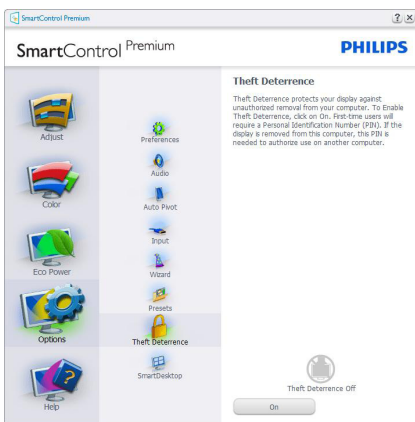 SmartControl Premium
SmartControl Premium
PHILIPS
Adjust
Color
Eco Power
Options
Help
Preferences
Audio
Auto Pivot
Input
Wizard
Presets
Theft Deterrence
SmartDesktop
Theft Deterrence
Theft Deterrence protects your display against
unauthorized removal from your computer. To Enable
Theft Deterrence, click on On. First-time users will
require a Personal Identification Number (PIN). If the
display is removed from this computer, this PIN is
needed to authorize use on another computer.
Theft Deterrence Off
On